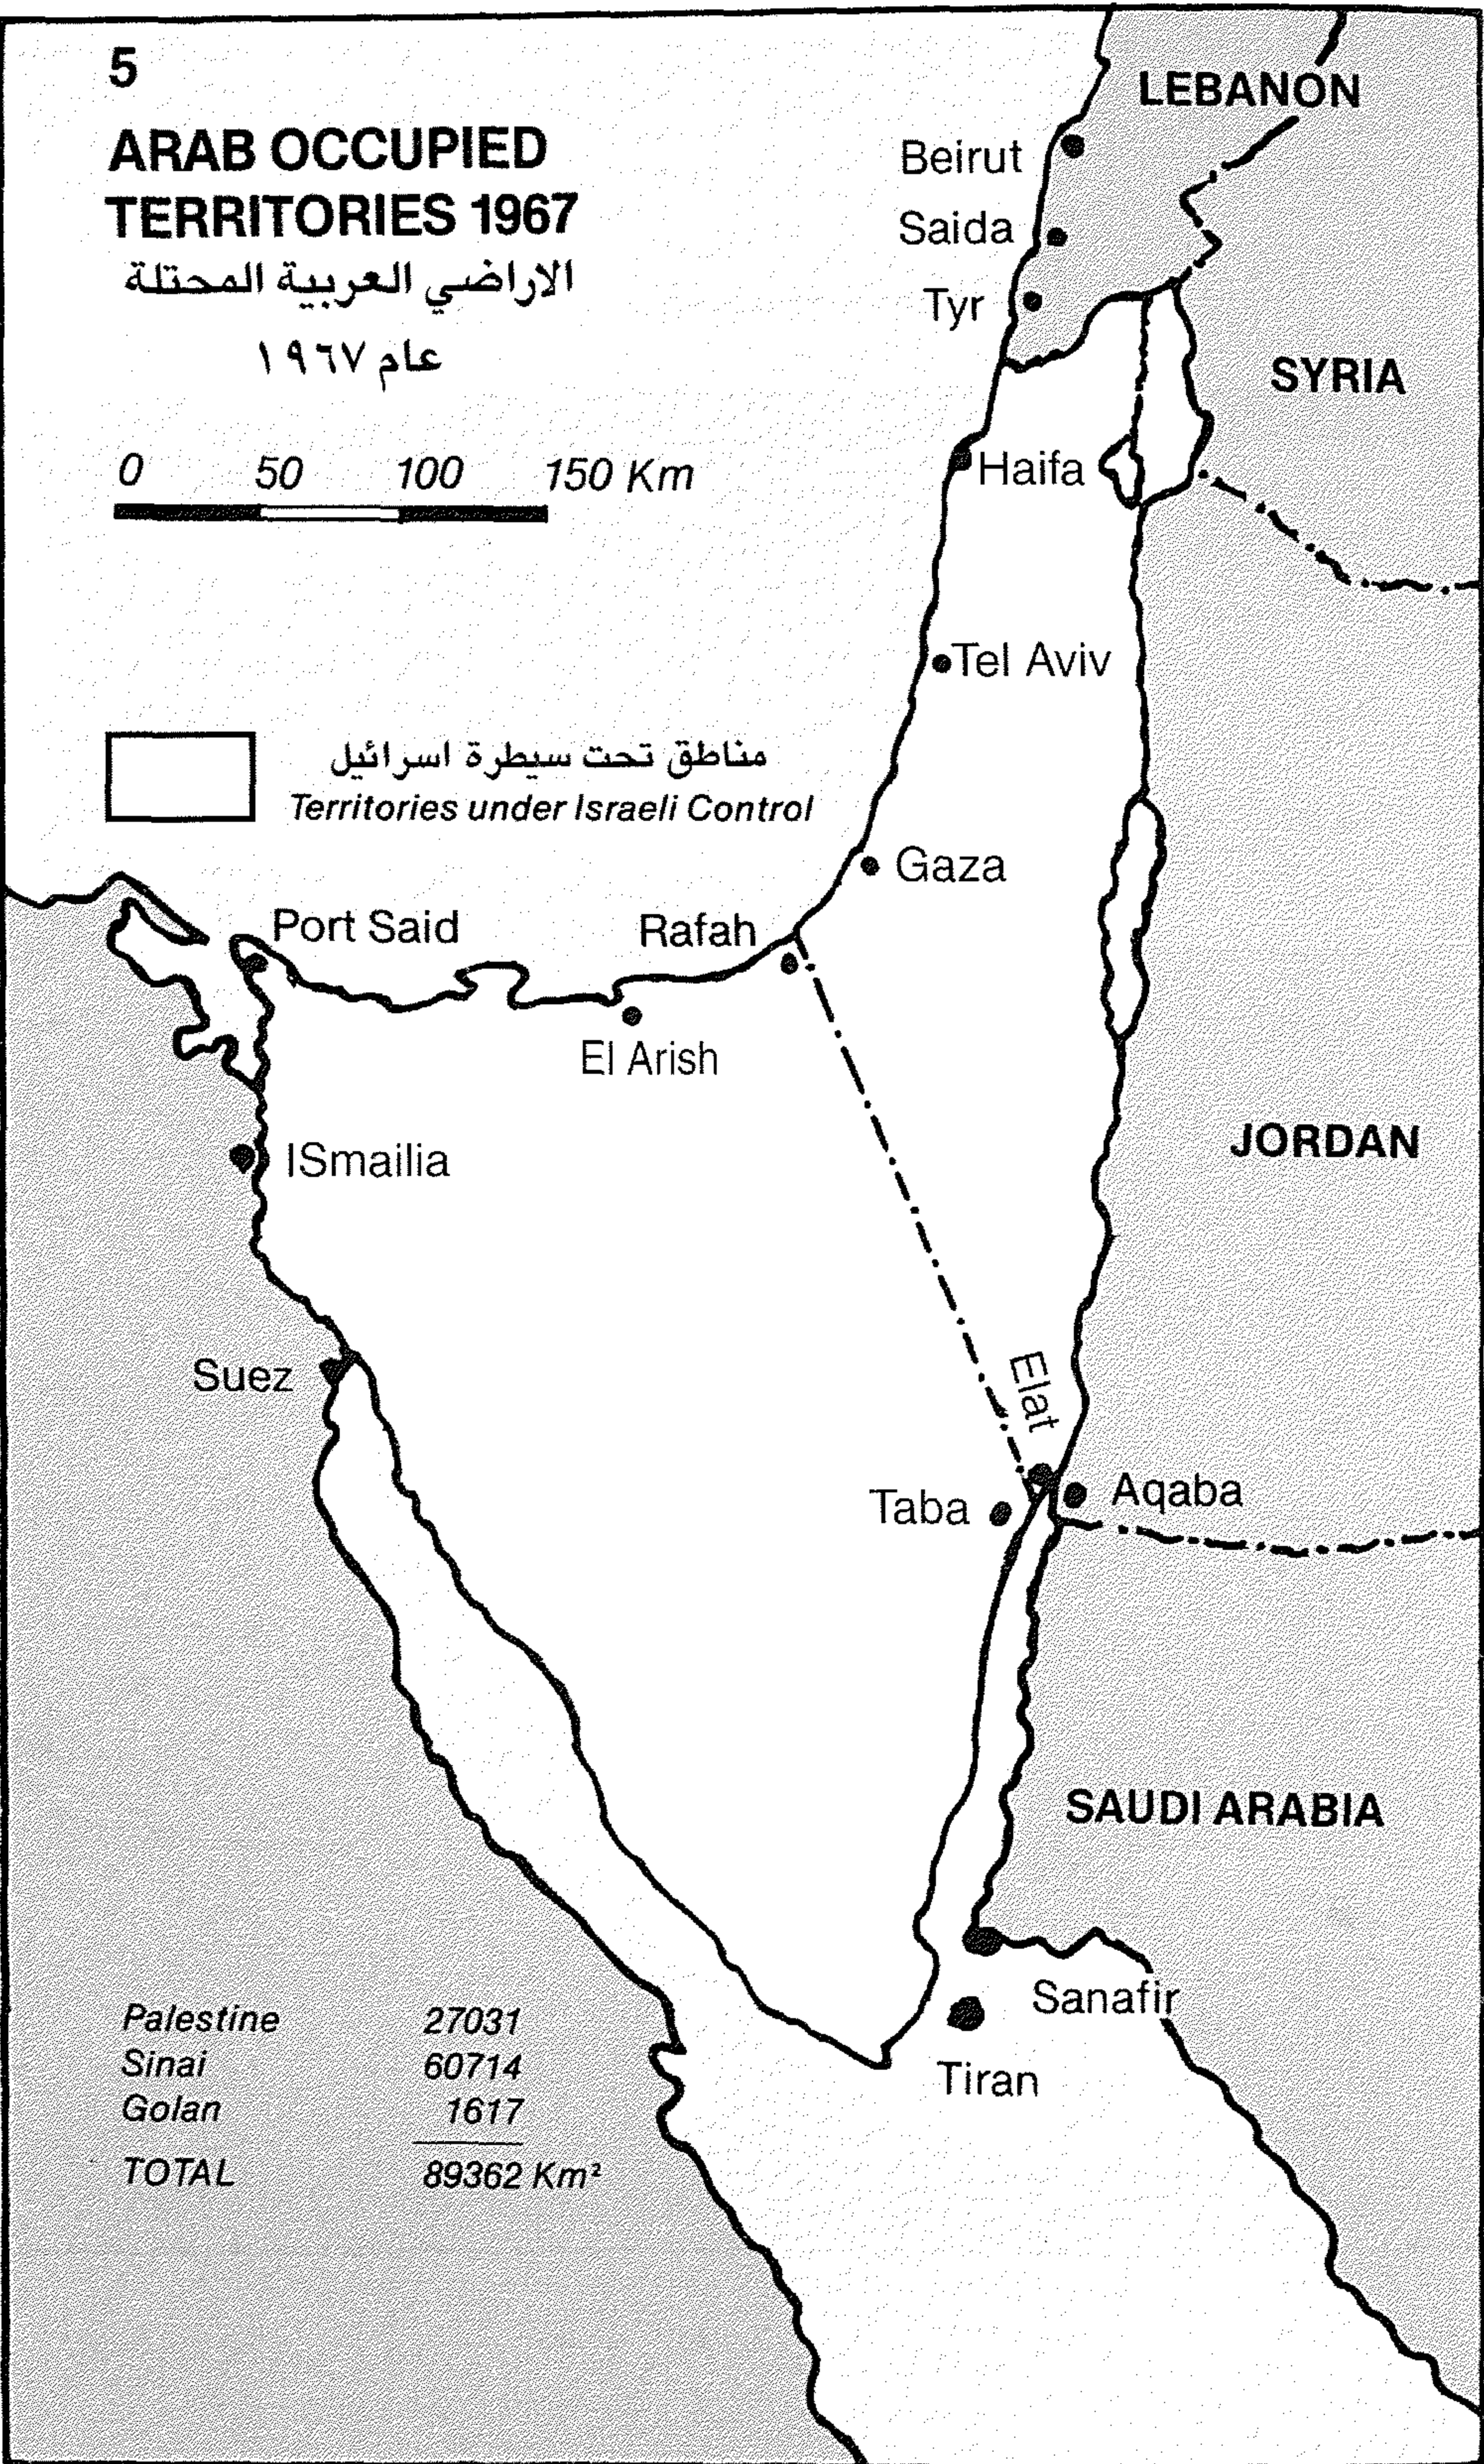 5
ARAB OCCUPIED
TERRITORIES 1967
الاراضي العربية المحتلة
عام ١٩٦٧
0 50 100 150 Km
مناطق تحت سيطرة اسرائيل
Territories under Israeli Control
LEBANON
Beirut
Saida
Tyr
SYRIA
Haifa
Tel Aviv
Gaza
Port Said
Rafah
El Arish
JORDAN
ISmailia
Suez
Elat
Taba
Aqaba
SAUDI ARABIA
Sanafir
Tiran
Palestine 27031
Sinai 60714
Golan 1617
TOTAL 89362 Km²